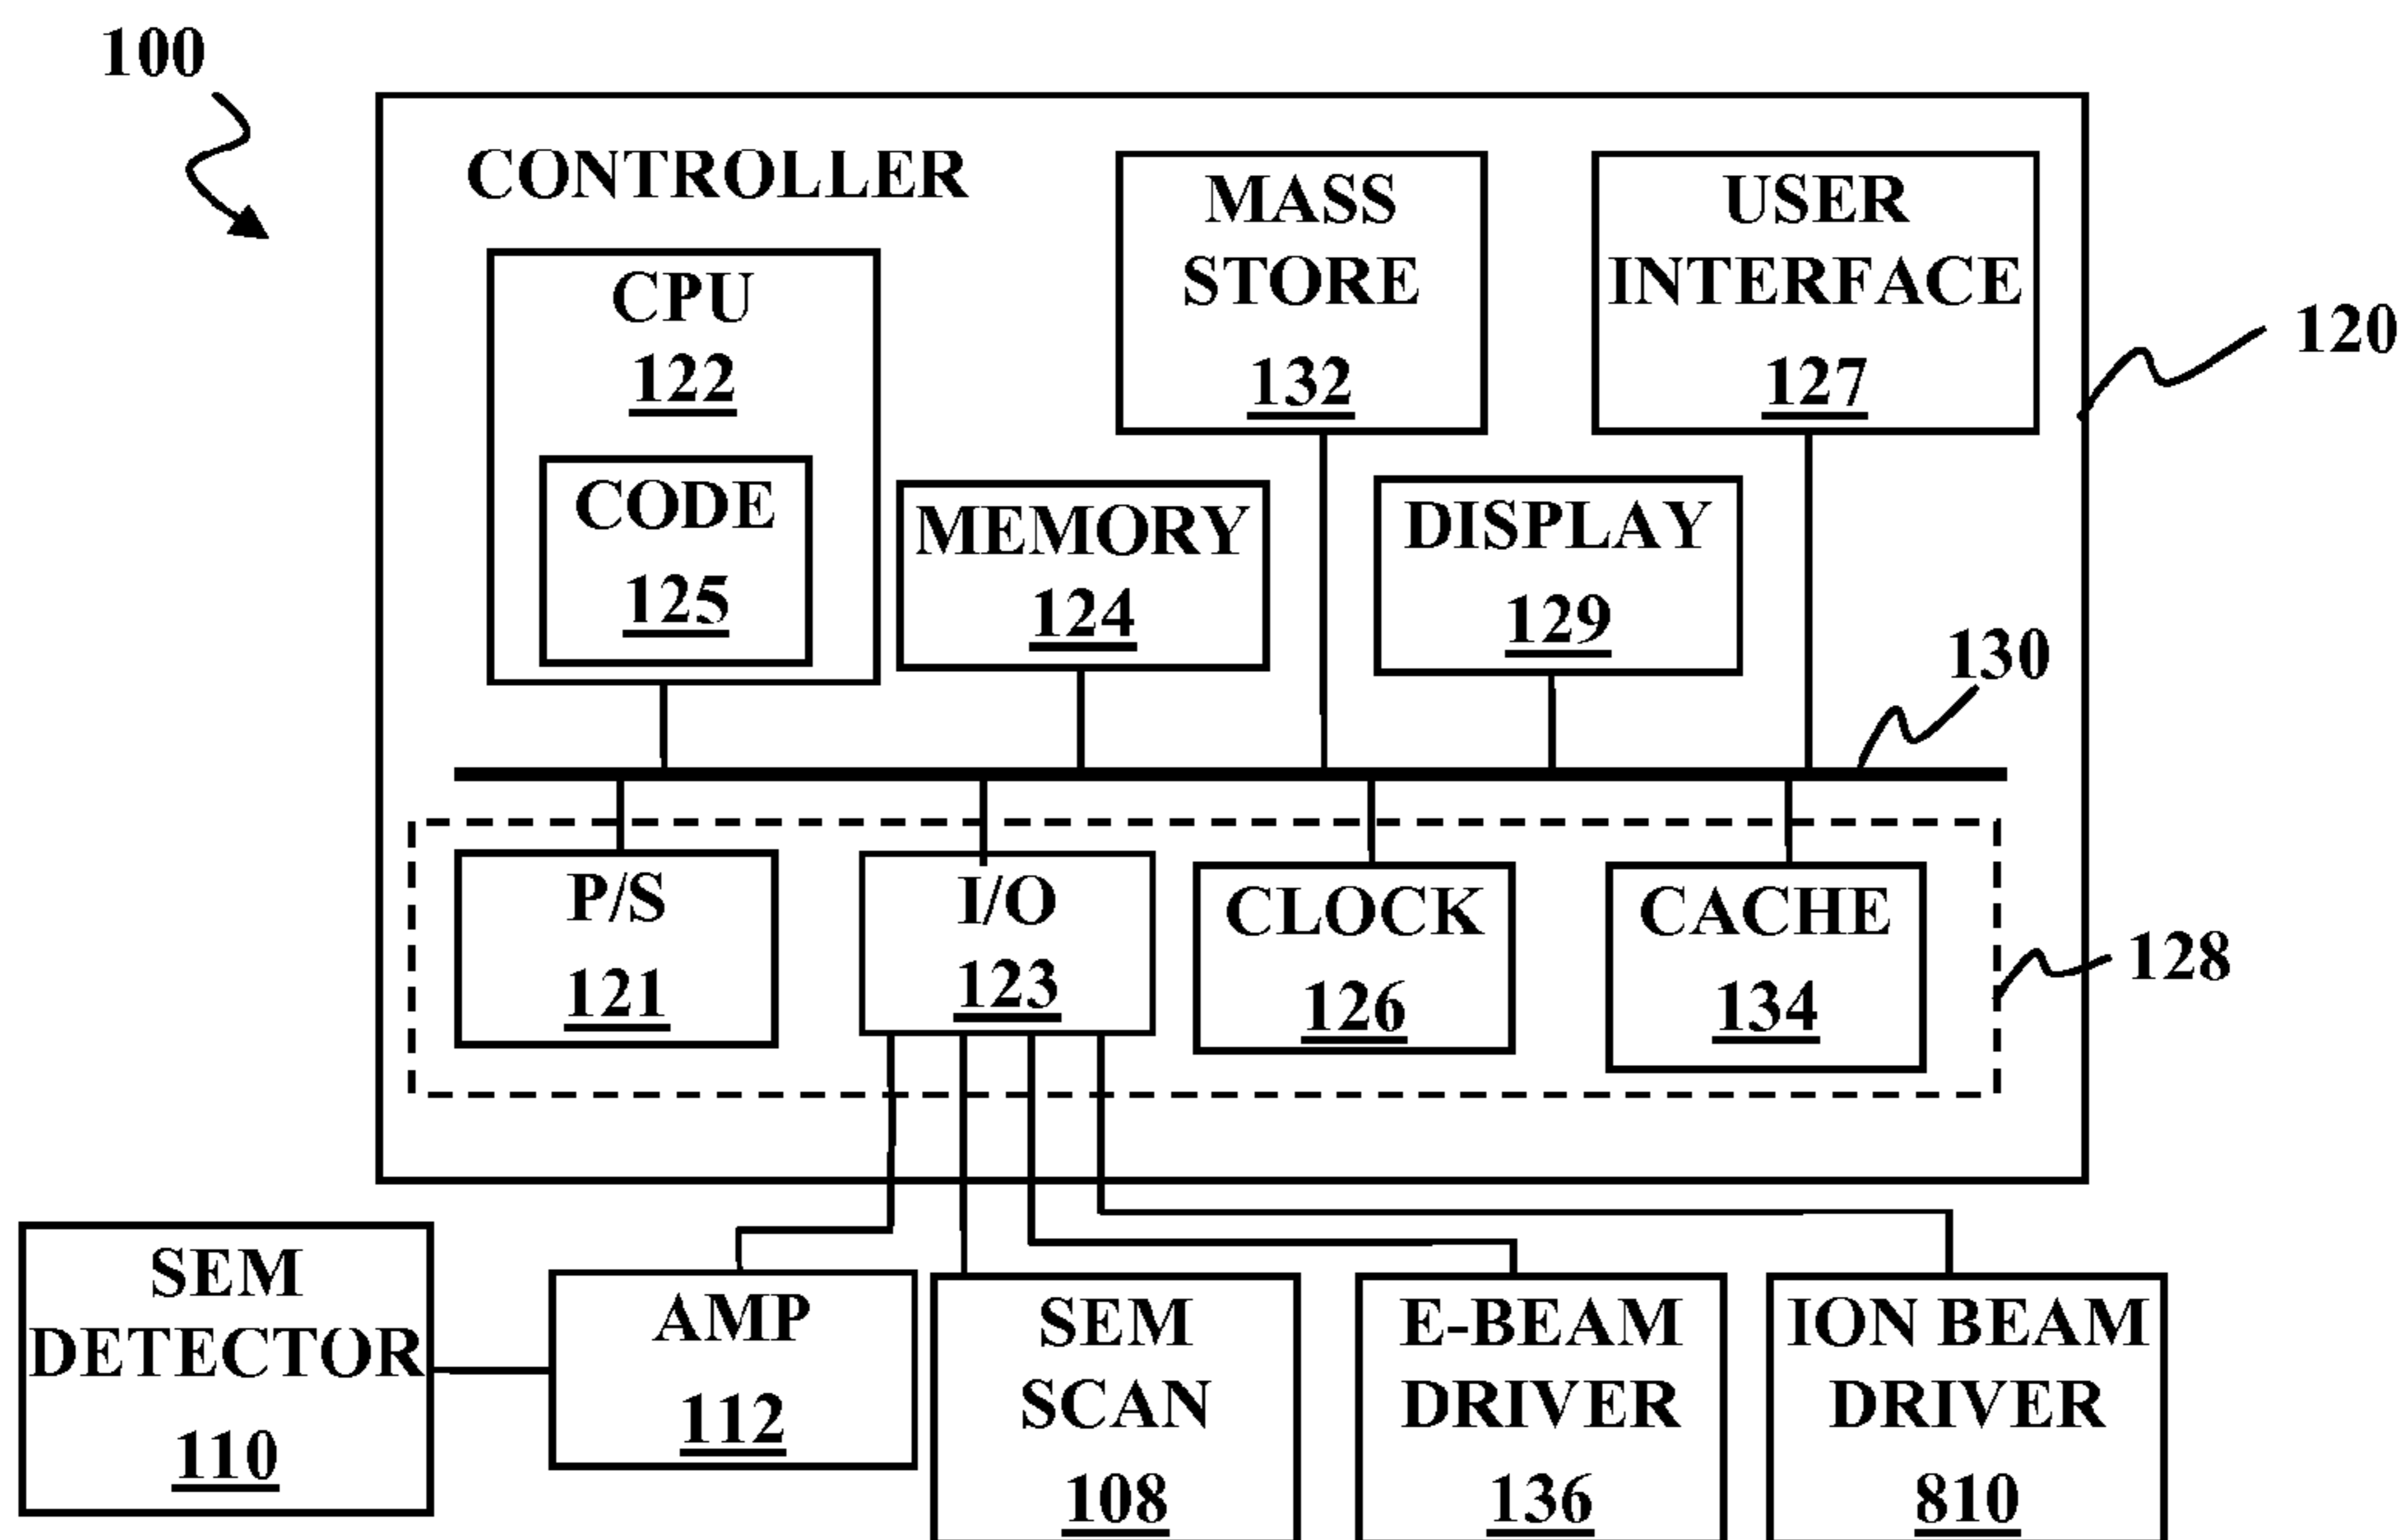 100
CONTROLLER
CPU
122
CODE
125
MEMORY
124
MASS
STORE
132
DISPLAY
129
USER
INTERFACE
127
120
130
P/S
121
I/O
123
CLOCK
126
CACHE
134
128
SEM
DETECTOR
110
AMP
112
SEM
SCAN
108
E-BEAM
DRIVER
136
ION BEAM
DRIVER
810